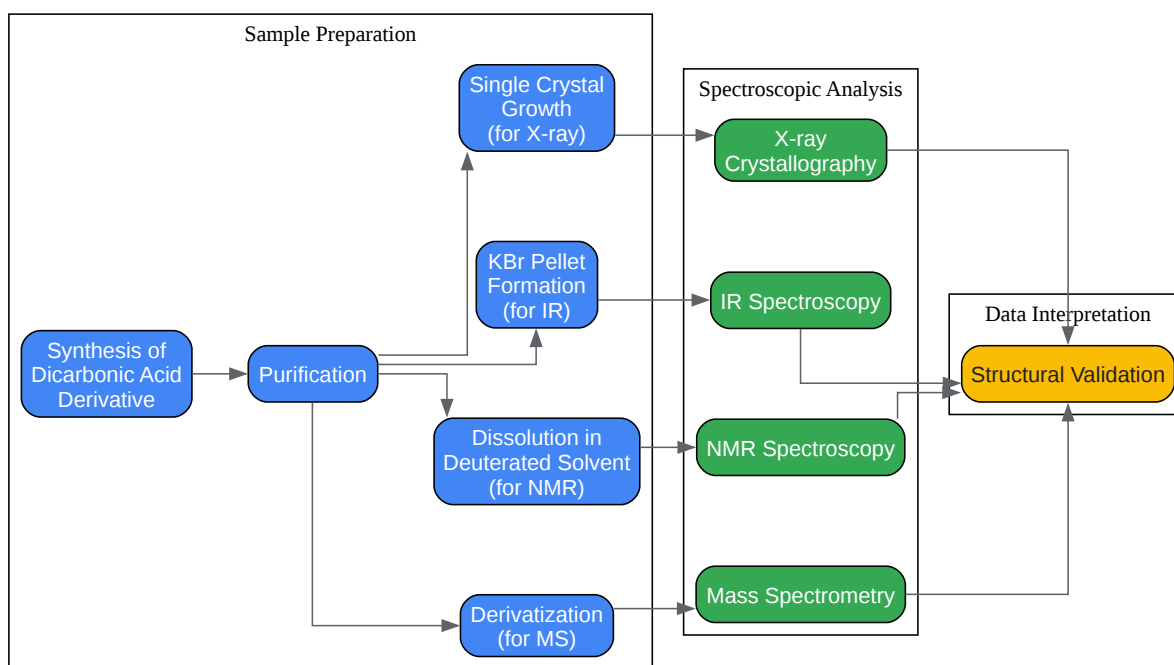 Sample Preparation
Single Crystal
Growth
(for X-ray)
KBr Pellet
Formation
(for IR)
Synthesis of
Dicarbonic Acid
Derivative
Purification
Dissolution in
Deuterated Solvent
(for NMR)
Derivatization
(for MS)
Spectroscopic Analysis
X-ray
Crystallography
IR Spectroscopy
NMR Spectroscopy
Mass Spectrometry
Data Interpretation
Structural Validation